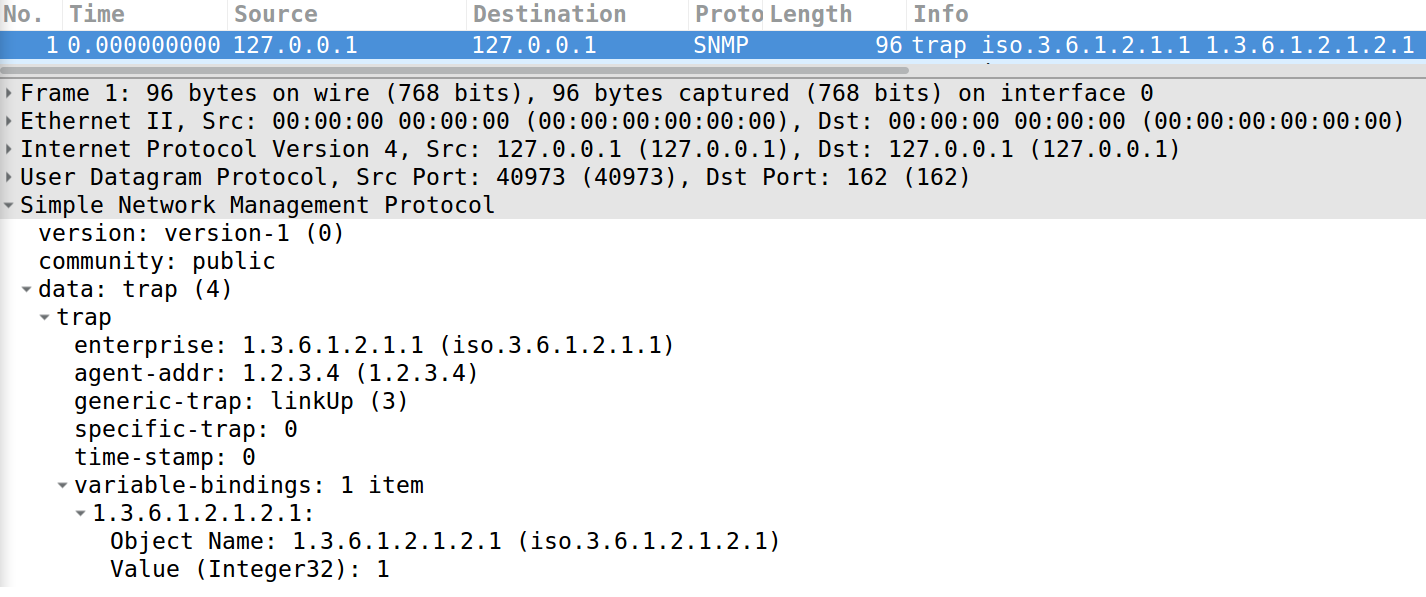 No. Time Source Destination Proto Length Info
1 0.000000000 127.0.0.1 127.0.0.1 SNMP 96 trap iso.3.6.1.2.1.1 1.3.6.1.2.1.2.1
Frame 1: 96 bytes on wire (768 bits), 96 bytes captured (768 bits) on interface 0
Ethernet II, Src: 00:00:00 00:00:00 (00:00:00:00:00:00), Dst: 00:00:00 00:00:00 (00:00:00:00:00:00)
Internet Protocol Version 4, Src: 127.0.0.1 (127.0.0.1), Dst: 127.0.0.1 (127.0.0.1)
User Datagram Protocol, Src Port: 40973 (40973), Dst Port: 162 (162)
Simple Network Management Protocol
version: version-1 (0)
community: public
data: trap (4)
trap
enterprise: 1.3.6.1.2.1.1 (iso.3.6.1.2.1.1)
agent-addr: 1.2.3.4 (1.2.3.4)
generic-trap: linkUp (3)
specific-trap: 0
time-stamp: 0
variable-bindings: 1 item
1.3.6.1.2.1.2.1:
Object Name: 1.3.6.1.2.1.2.1 (iso.3.6.1.2.1.2.1)
Value (Integer32): 1